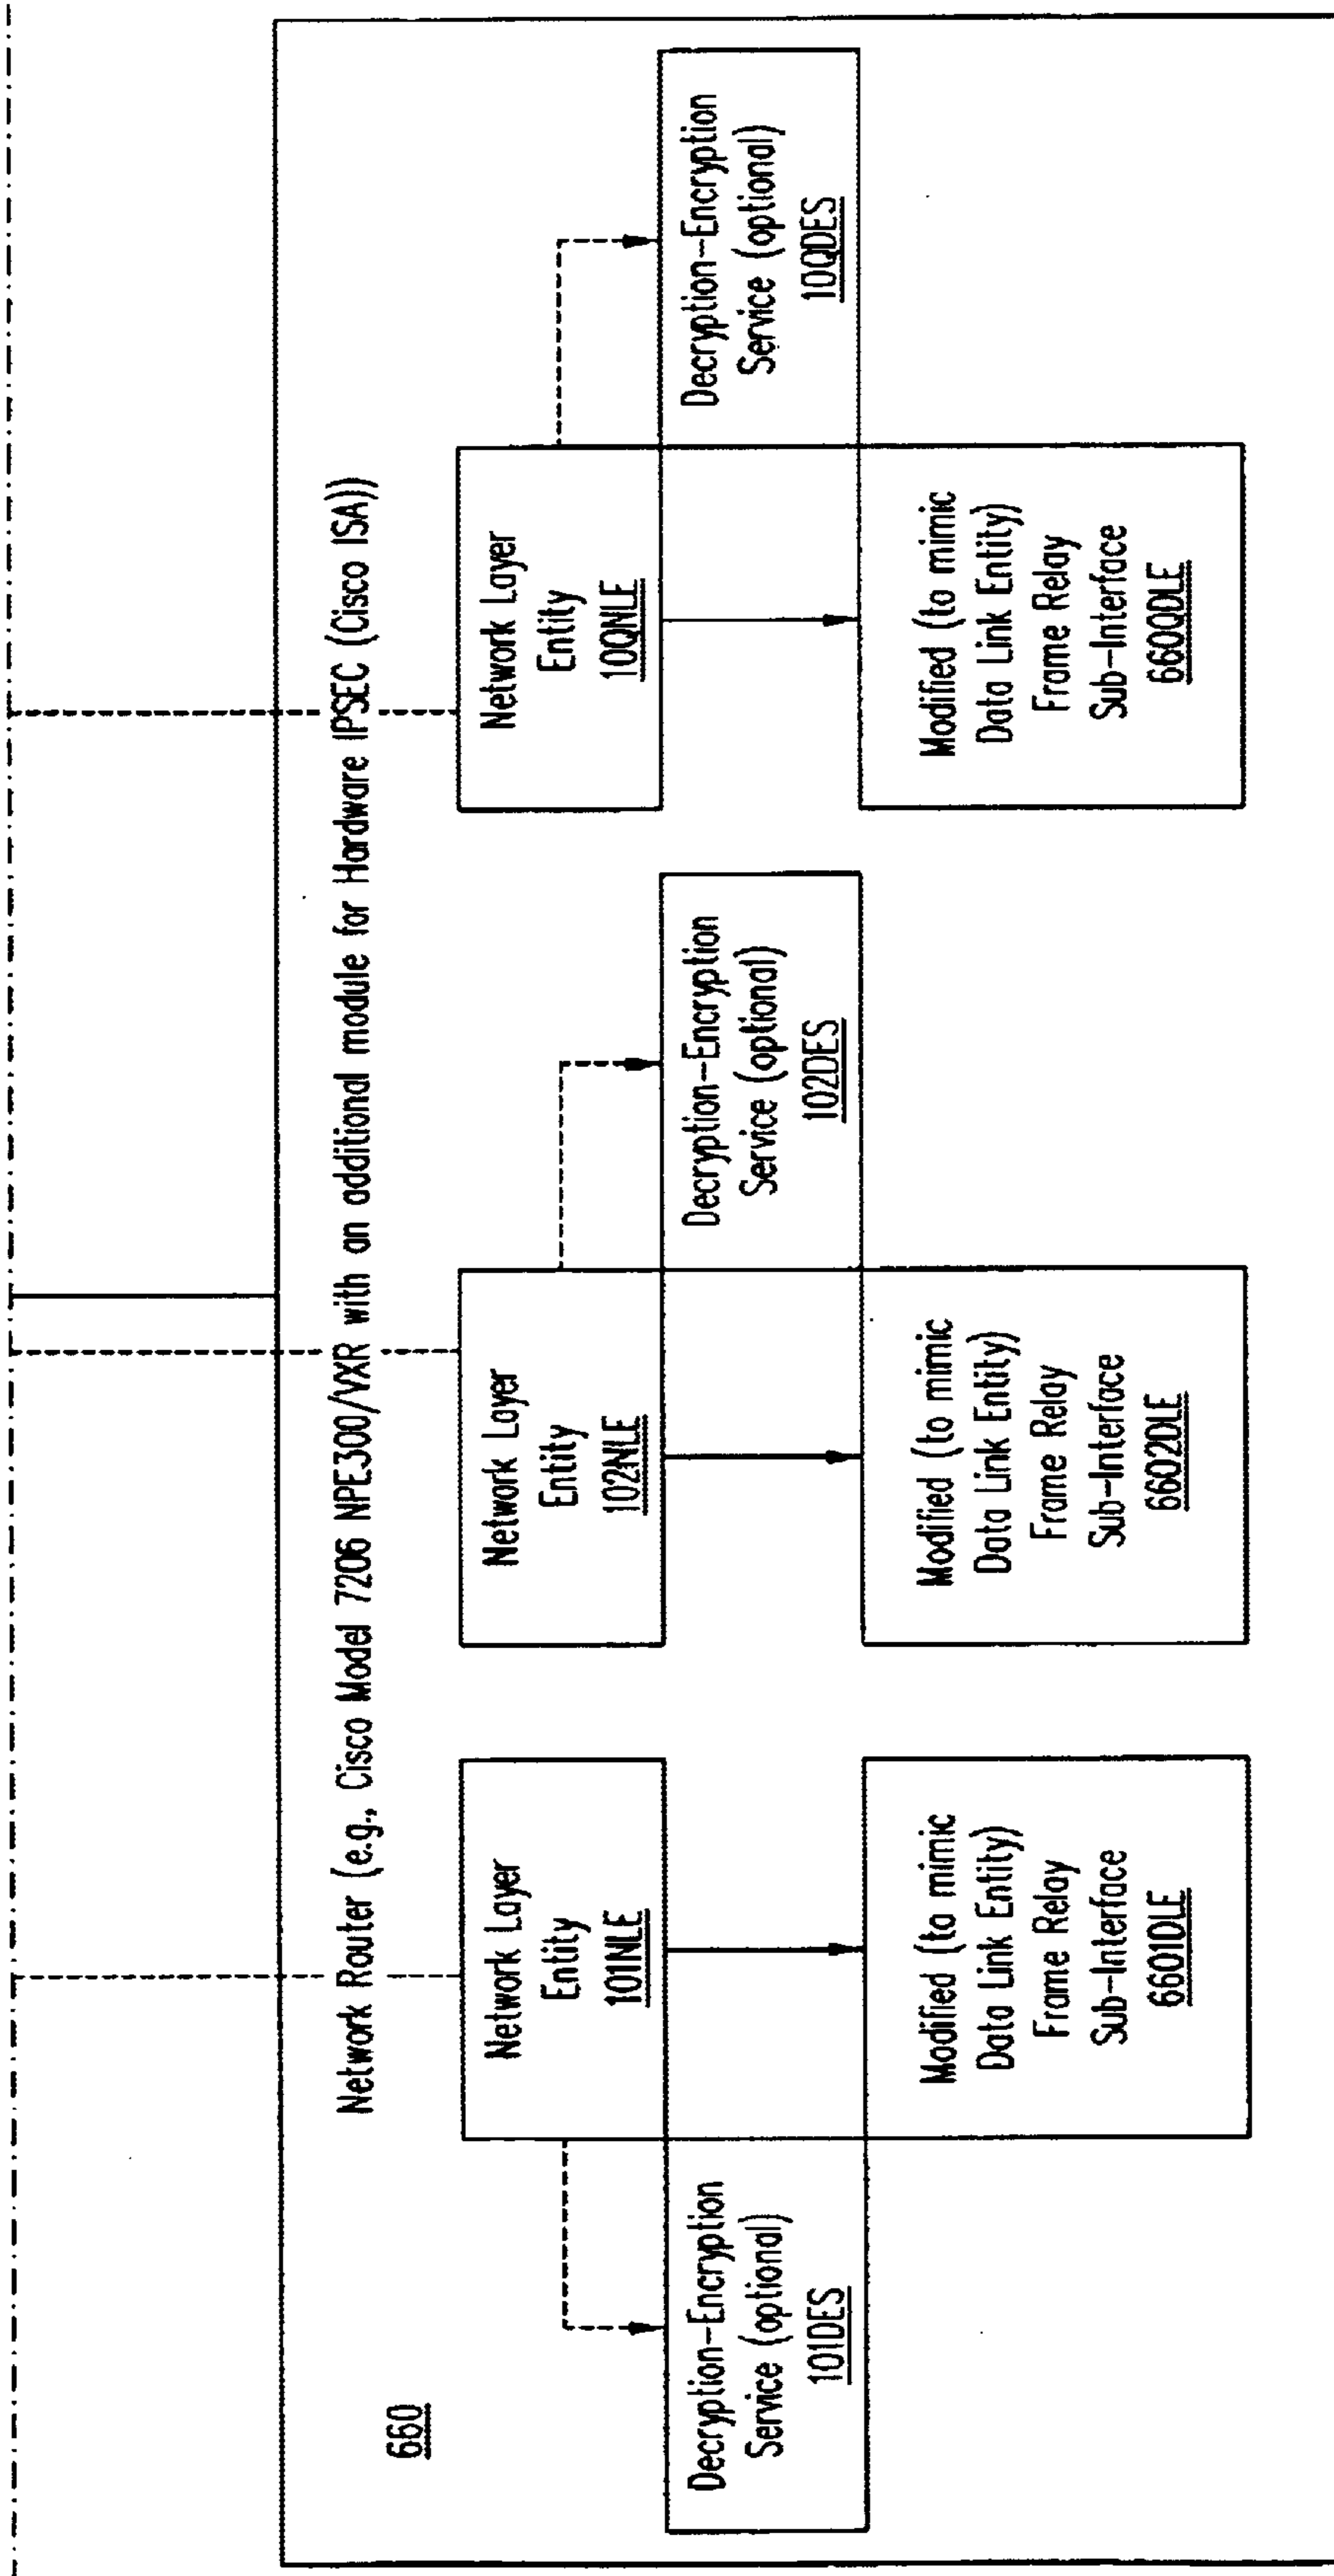 660
Network Router (e.g., Cisco Model 7206 NPE300/VXR with an additional module for Hardware IPSEC (Cisco ISA))
Network Layer
Entity
101NLE
Decryption-Encryption
Service (optional)
101DES
Modified (to mimic
Data Link Entity)
Frame Relay
Sub-Interface
6601DLE
Network Layer
Entity
102NLE
Decryption-Encryption
Service (optional)
102DES
Modified (to mimic
Data Link Entity)
Frame Relay
Sub-Interface
6602DLE
Network Layer
Entity
10QNLE
Decryption-Encryption
Service (optional)
10QDES
Modified (to mimic
Data Link Entity)
Frame Relay
Sub-Interface
660QDLE